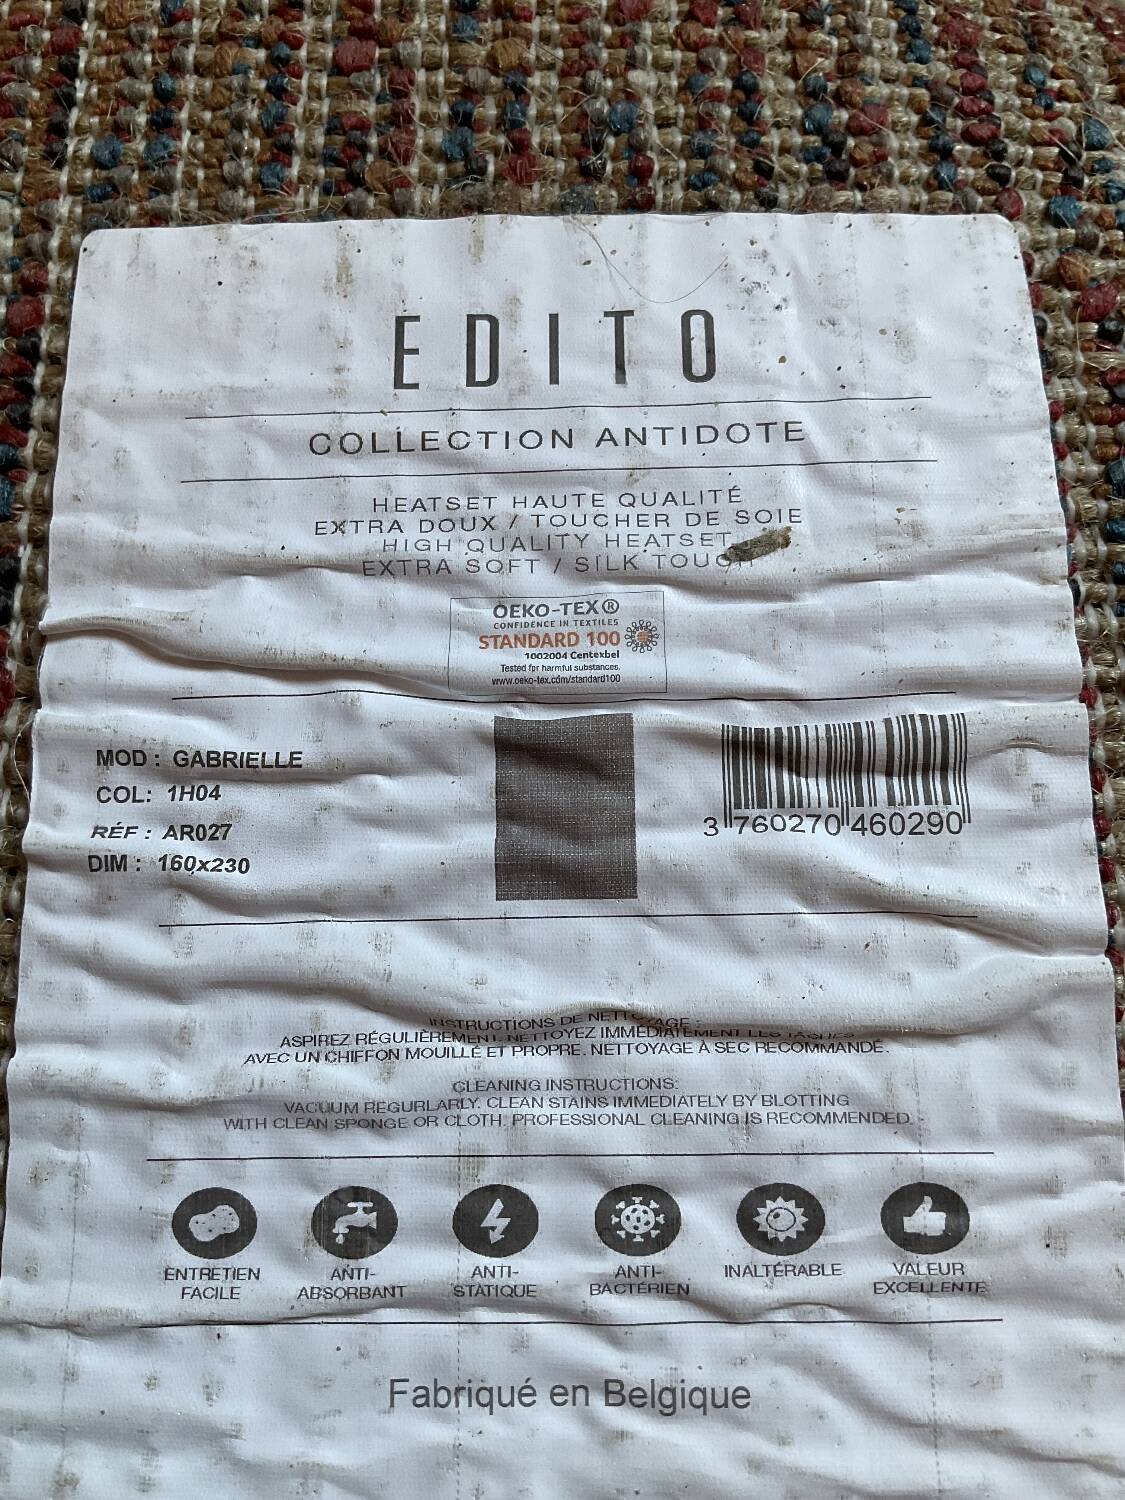 EDITO
COLLECTION ANTIDOTE
HEATSET HAUTE QUALITÉ
EXTRA DOUX / TOUCHER DE SOIE
HIGH QUALITY HEATSET
EXTRA SOFT / SILK TOUCH
OEKO-TEX®
CONFIDENCE IN TEXTILES
STANDARD 100
1002004 Centexbel
Tested for harmful substances.
www.oeko-tex.com/standard100
MOD : GABRIELLE
COL: 1H04
RÉF : AR027
DIM : 160x230
3 760270 460290
INSTRUCTIONS DE NETTOYAGE :
ASPIREZ RÉGULIÈREMENT. NETTOYEZ IMMÉDIATEMENT LES TACHES
AVEC UN CHIFFON MOUILLÉ ET PROPRE. NETTOYAGE À SEC RECOMMANDÉ.
CLEANING INSTRUCTIONS:
VACUUM REGURLARLY. CLEAN STAINS IMMEDIATELY BY BLOTTING
WITH CLEAN SPONGE OR CLOTH. PROFESSIONAL CLEANING IS RECOMMENDED.
ENTRETIEN
FACILE
ANTI-
ABSORBANT
ANTI-
STATIQUE
ANTI-
BACTÉRIEN
INALTÉRABLE
VALEUR
EXCELLENTE
Fabriqué en Belgique